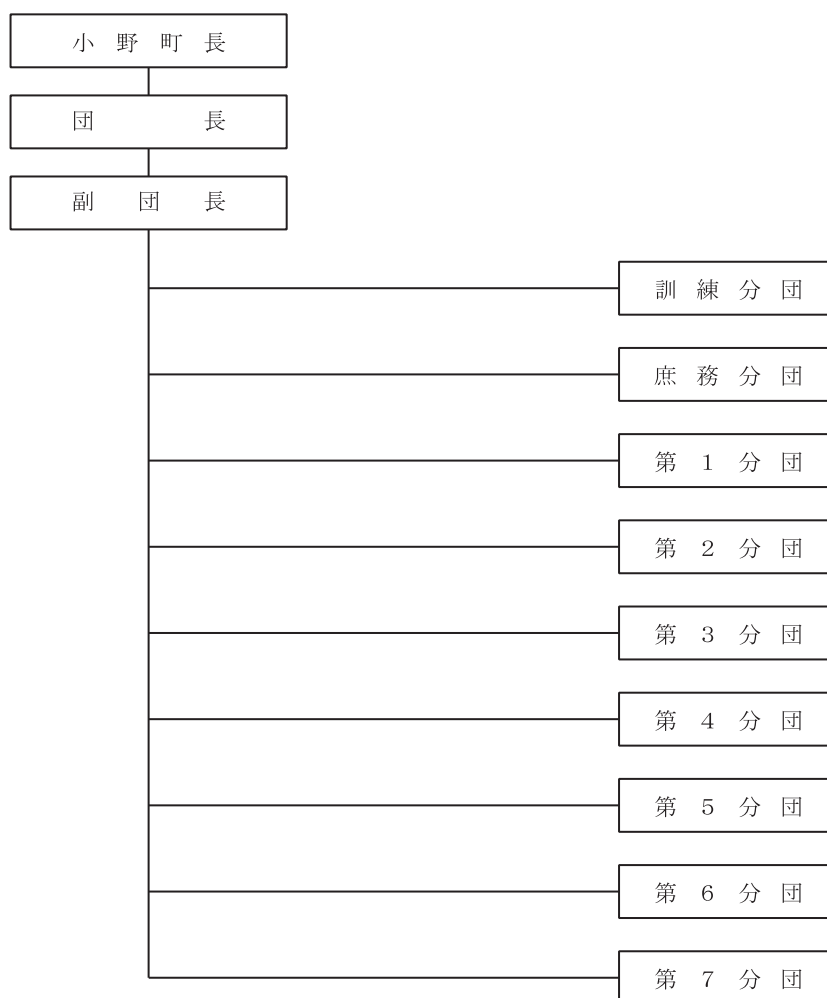 小野町長
団長
副団長
訓練分団
庶務分団
第１分団
第２分団
第３分団
第４分団
第５分団
第６分団
第７分団